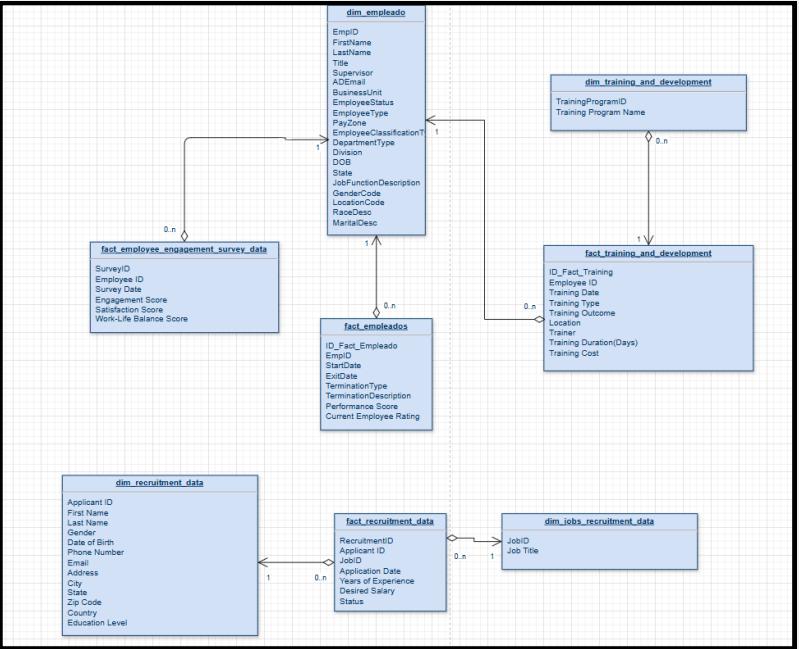 dim_empleado
EmpID
FirstName
LastName
Title
Supervisor
ADEmail
BusinessUnit
EmployeeStatus
EmployeeType
PayZone
EmployeeClassificationT
DepartmentType
Division
DOB
State
JobFunctionDescription
GenderCode
LocationCode
RaceDesc
MaritalDesc
1
1
1
dim_training_and_development
TrainingProgramID
Training Program Name
0..n
1
0..n
fact_employee_engagement_survey_data
SurveyID
Employee ID
Survey Date
Engagement Score
Satisfaction Score
Work-Life Balance Score
0..n
fact_empleados
ID_Fact_Empleado
EmpID
StartDate
ExitDate
TerminationType
TerminationDescription
Performance Score
Current Employee Rating
0..n
fact_training_and_development
ID_Fact_Training
Employee ID
Training Date
Training Type
Training Outcome
Location
Trainer
Training Duration(Days)
Training Cost
dim_recruitment_data
Applicant ID
First Name
Last Name
Gender
Date of Birth
Phone Number
Email
Address
City
State
Zip Code
Country
Education Level
1
0..n
fact_recruitment_data
RecruitmentID
Applicant ID
JobID
Application Date
Years of Experience
Desired Salary
Status
0..n
1
dim_jobs_recruitment_data
JobID
Job Title